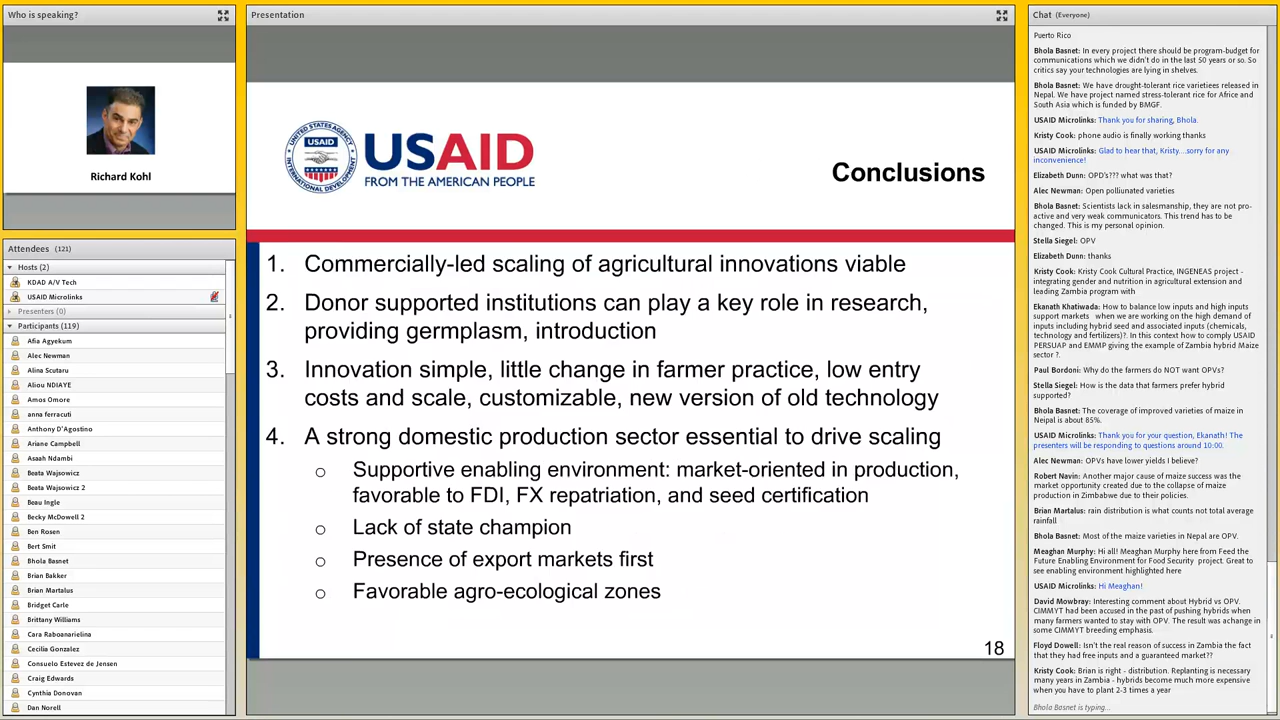 Who is speaking?
Richard Kohl
Attendees (121)
Hosts (2)
KDAD A/V Tech
USAID Microlinks
Presenters (0)
Participants (119)
Afia Agyekum
Alec Newman
Alina Scutaru
Aliou NDIAYE
Amos Omore
anna ferracuti
Anthony D'Agostino
Ariane Campbell
Asaah Ndambi
Beata Wajsowicz
Beata Wajsowicz 2
Beau Ingle
Becky McDowell 2
Ben Rosen
Bert Smit
Bhola Basnet
Brian Bakker
Brian Martalus
Bridget Carle
Brittany Williams
Cara Raboanarielina
Cecilia Gonzalez
Consuelo Estevez de Jensen
Craig Edwards
Cynthia Donovan
Dan Norell
Presentation
UNITED STATES AGENCY
USAID
INTERNATIONAL DEVELOPMENT
USAID
FROM THE AMERICAN PEOPLE
Conclusions
1. Commercially-led scaling of agricultural innovations viable
2. Donor supported institutions can play a key role in research,
providing germplasm, introduction
3. Innovation simple, little change in farmer practice, low entry
costs and scale, customizable, new version of old technology
4. A strong domestic production sector essential to drive scaling
o Supportive enabling environment: market-oriented in production,
favorable to FDI, FX repatriation, and seed certification
o Lack of state champion
o Presence of export markets first
o Favorable agro-ecological zones
18
Chat (Everyone)
Puerto Rico
Bhola Basnet: In every project there should be program-budget for
communications which we didn't do in the last 50 years or so. So
critics say your technologies are lying in shelves.
Bhola Basnet: We have drought-tolerant rice varietiees released in
Nepal. We have project named stress-tolerant rice for Africe and
South Asia which is funded by BMGF.
USAID Microlinks: Thank you for sharing, Bhola.
Kristy Cook: phone audio is finally working thanks
USAID Microlinks: Glad to hear that, Kristy....sorry for any
inconvenience!
Elizabeth Dunn: OPD's??? what was that?
Alec Newman: Open polliunated varieties
Bhola Basnet: Scientists lack in salesmanship, they are not pro-
active and very weak communicators. This trend has to be
changed. This is my personal opinion.
Stella Siegel: OPV
Elizabeth Dunn: thanks
Kristy Cook: Kristy Cook Cultural Practice, INGENEAS project -
integrating gender and nutrition in agricultural extension and
leading Zambia program with
Ekanath Khatiwada: How to balance low inputs and high inputs
support markets when we are working on the high demand of
inputs including hybrid seed and associated inputs (chemicals,
technology and fertilizers)?. In this context how to comply USAID
PERSUAP and EMMP giving the example of Zambia hybrid Maize
sector ?.
Paul Bordoni: Why do the farmers do NOT want OPVs?
Stella Siegel: How is the data that farmers prefer hybrid
supported?
Bhola Basnet: The coverage of improved varieties of maize in
Neipal is about 85%.
USAID Microlinks: Thank you for your question, Ekanath! The
presenters will be responding to questions around 10:00.
Alec Newman: OPVs have lower yields I believe?
Robert Navin: Another major cause of maize success was the
market opportunity created due to the collapse of maize
production in Zimbabwe due to their policies.
Brian Martalus: rain distribution is what counts not total average
rainfall
Bhola Basnet: Most of the maize varieties in Nepal are OPV.
Meaghan Murphy: Hi all! Meaghan Murphy here from Feed the
Future Enabling Environment for Food Security project. Great to
see enabling environment highlighted here
USAID Microlinks: Hi Meaghan!
David Mowbray: Interesting comment about Hybrid vs OPV.
CIMMYT had been accused in the past of pushing hybrids when
many farmers wanted to stay with OPV. The result was achange in
some CIMMYT breeding emphasis.
Floyd Dowell: Isn't the real reason of success in Zambia the fact
that they had free inputs and a guaranteed market??
Kristy Cook: Brian is right - distribution. Replanting is necessary
many years in Zambia - hybrids become much more expensive
when you have to plant 2-3 times a year
Bhola Basnet is typing...